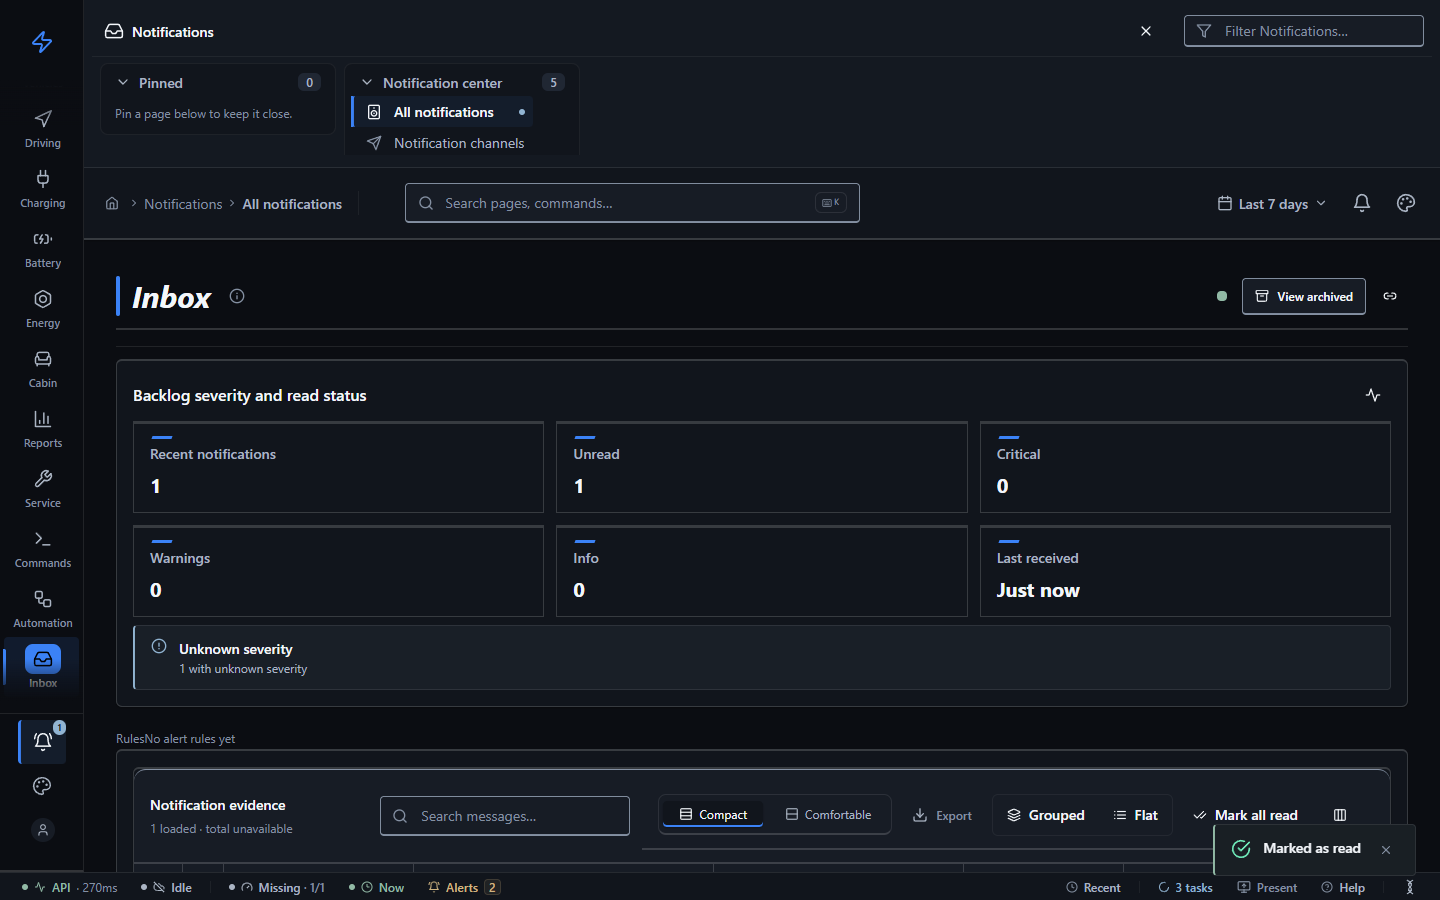 Notifications
Filter Notifications...
Pinned
0
Pin a page below to keep it close.
Notification center
5
All notifications
Notification channels
Driving
Charging
Battery
Energy
Cabin
Reports
Service
Commands
Automation
Inbox
1
Notifications
All notifications
Search pages, commands...
K
Last 7 days
Inbox
View archived
Backlog severity and read status
Recent notifications
1
Unread
1
Critical
0
Warnings
0
Info
0
Last received
Just now
Unknown severity
1 with unknown severity
RulesNo alert rules yet
Notification evidence
1 loaded · total unavailable
Search messages...
Compact
Comfortable
Export
Grouped
Flat
Mark all read
Marked as read
API · 270ms
Idle
Missing · 1/1
Now
Alerts 2
Recent
3 tasks
Present
Help